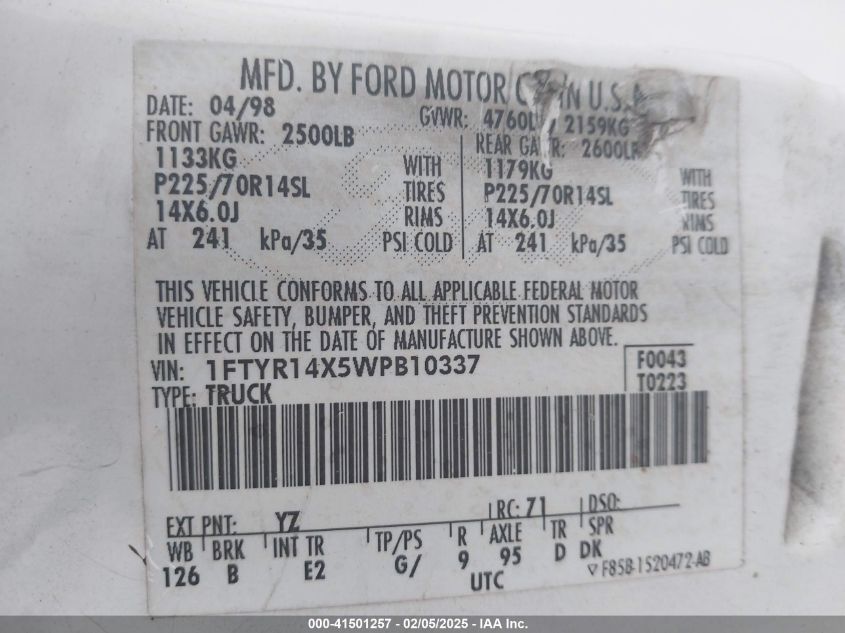 MFD. BY FORD MOTOR IN U.S.A.
DATE: 04/98 GVWR: 4760L / 2159KG
FRONT GAWR: 2500LB REAR GAWR: 2600LB
1133KG WITH 1179KG WITH
P225/70R14SL TIRES P225/70R14SL TIRES
14X6.0J RIMS 14X6.0J RIMS
AT 241 kPa/35 PSI COLD AT 241 kPa/35 PSI COLD
THIS VEHICLE CONFORMS TO ALL APPLICABLE FEDERAL MOTOR
VEHICLE SAFETY, BUMPER, AND THEFT PREVENTION STANDARDS
IN EFFECT ON THE DATE OF MANUFACTURE SHOWN ABOVE.
VIN: 1FTYR14X5WPB10337 F0043
TYPE: TRUCK T0223
EXT PNT: YZ RC: 71 DSO:
WB BRK INT TR TP/PS R AXLE TR SPR
126 B E2 G/ 9 95 D DK
UTC ▽F85B-1520472-AB
000-41501257 - 02/05/2025 - IAA Inc.